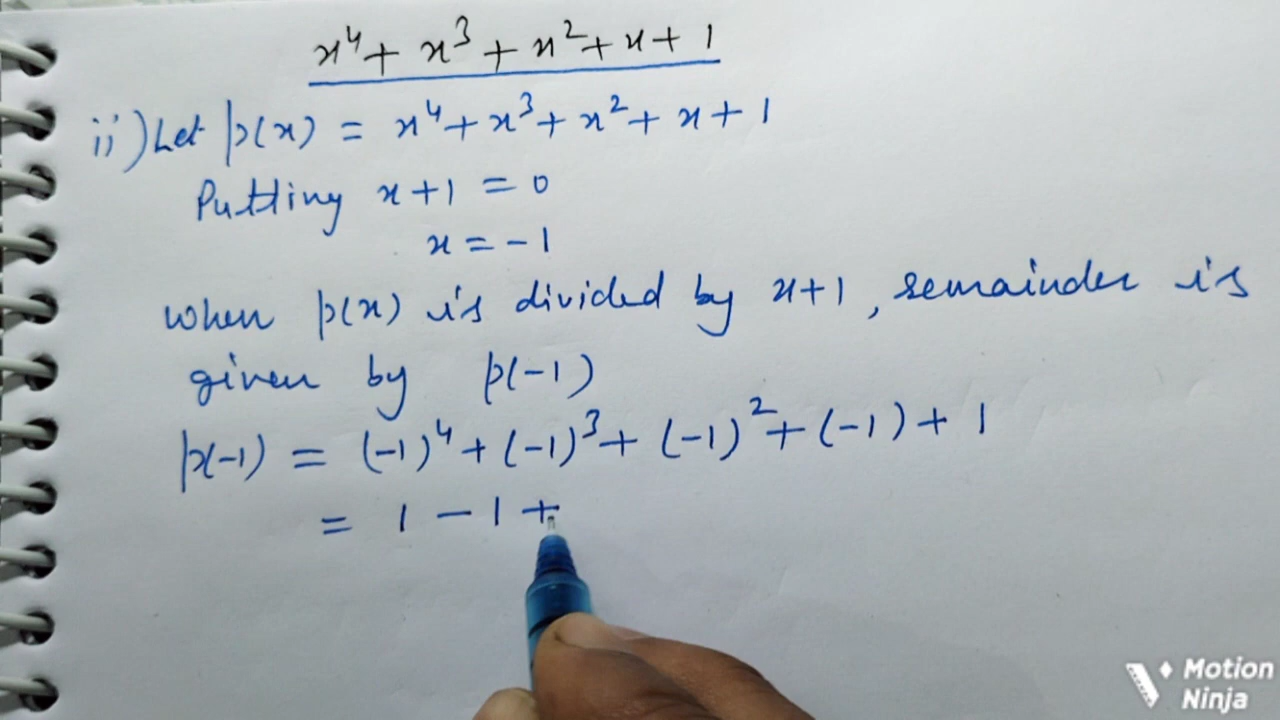 x⁴ + x³ + x² + x + 1
ii) Let p(x) = x⁴ + x³ + x² + x + 1
Putting x + 1 = 0
x = -1
when p(x) is divided by x+1, remainder is
given by p(-1)
p(-1) = (-1)⁴ + (-1)³ + (-1)² + (-1) + 1
= 1 - 1 +
Motion
Ninja